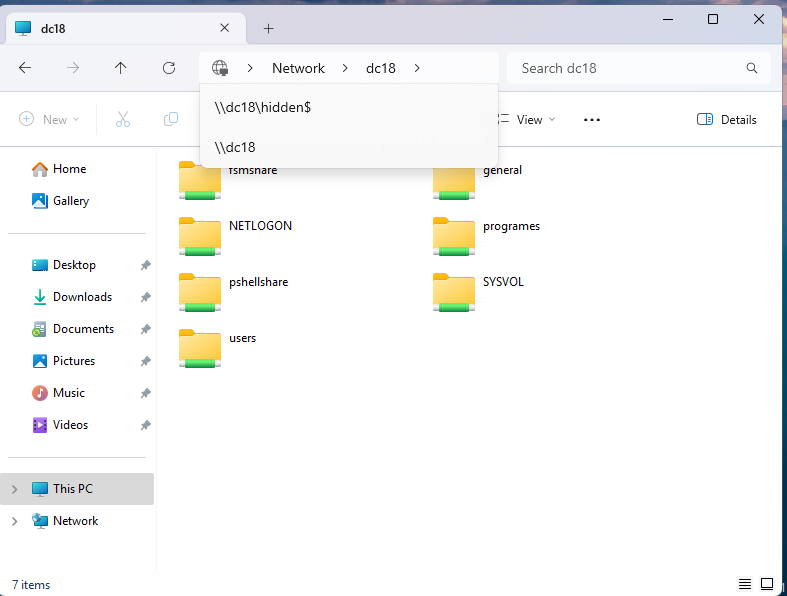 dc18
Network
dc18
Search dc18
\\dc18\hidden$
\\dc18
New
View
Details
Home
Gallery
Desktop
Downloads
Documents
Pictures
Music
Videos
This PC
Network
fsmshare
general
NETLOGON
programes
pshellshare
SYSVOL
users
7 items